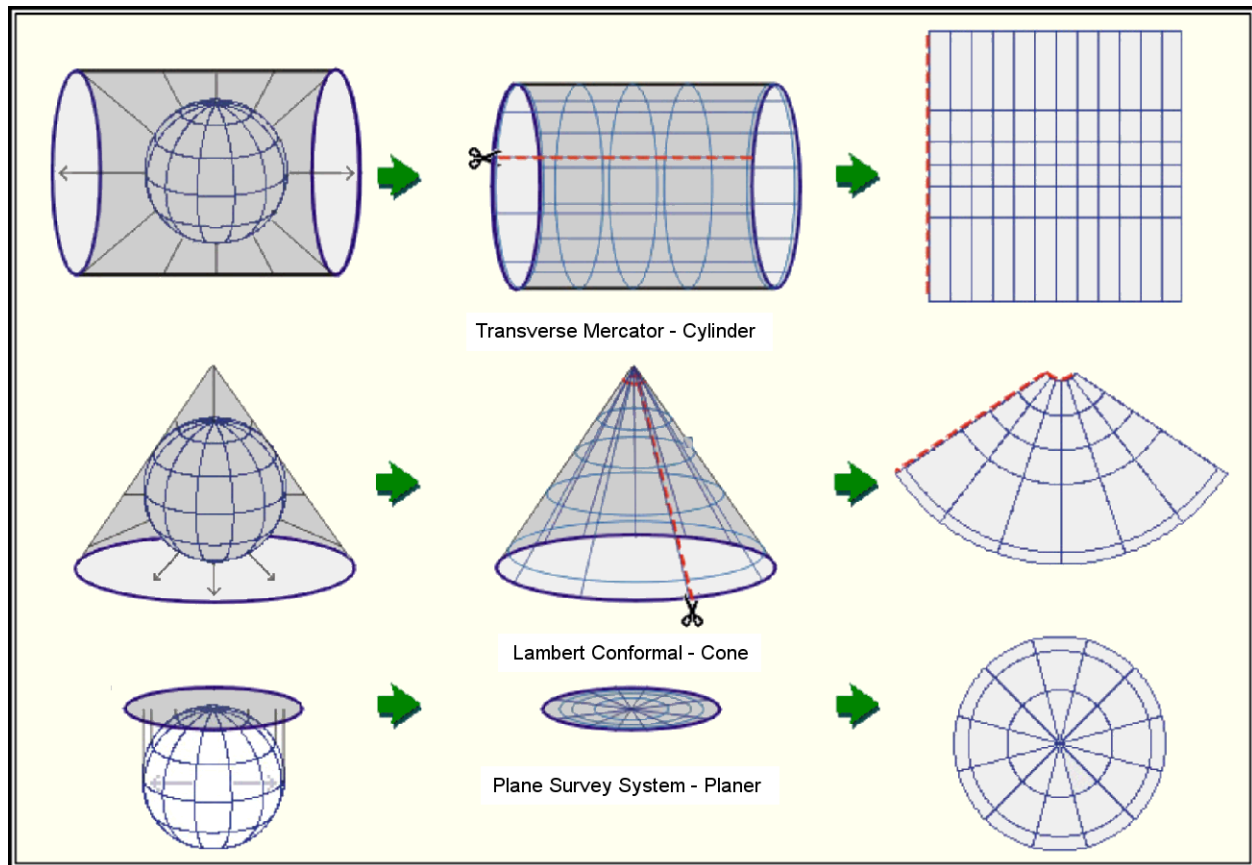 Transverse Mercator - Cylinder
Lambert Conformal - Cone
Plane Survey System - Planer